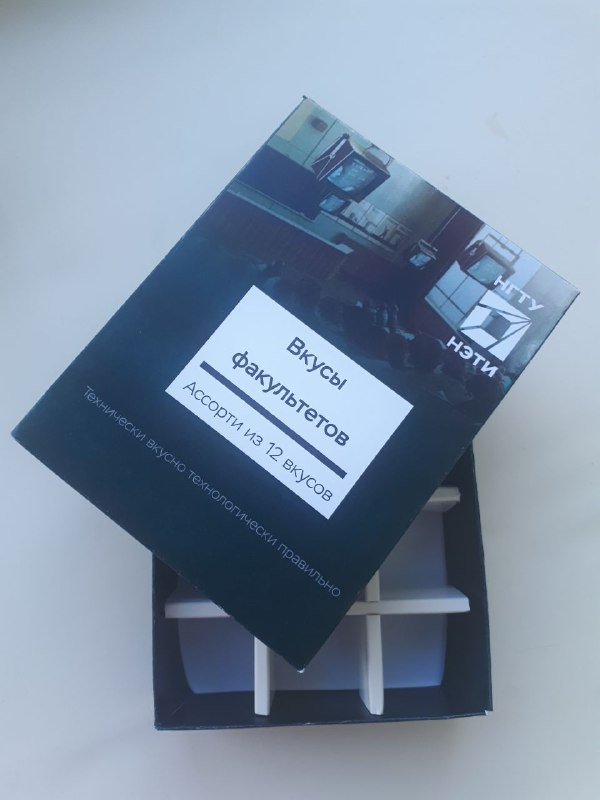 НГТУ
НЭТИ
Вкусы
факультетов
Ассорти из 12 вкусов
Технически вкусно технологически правильно